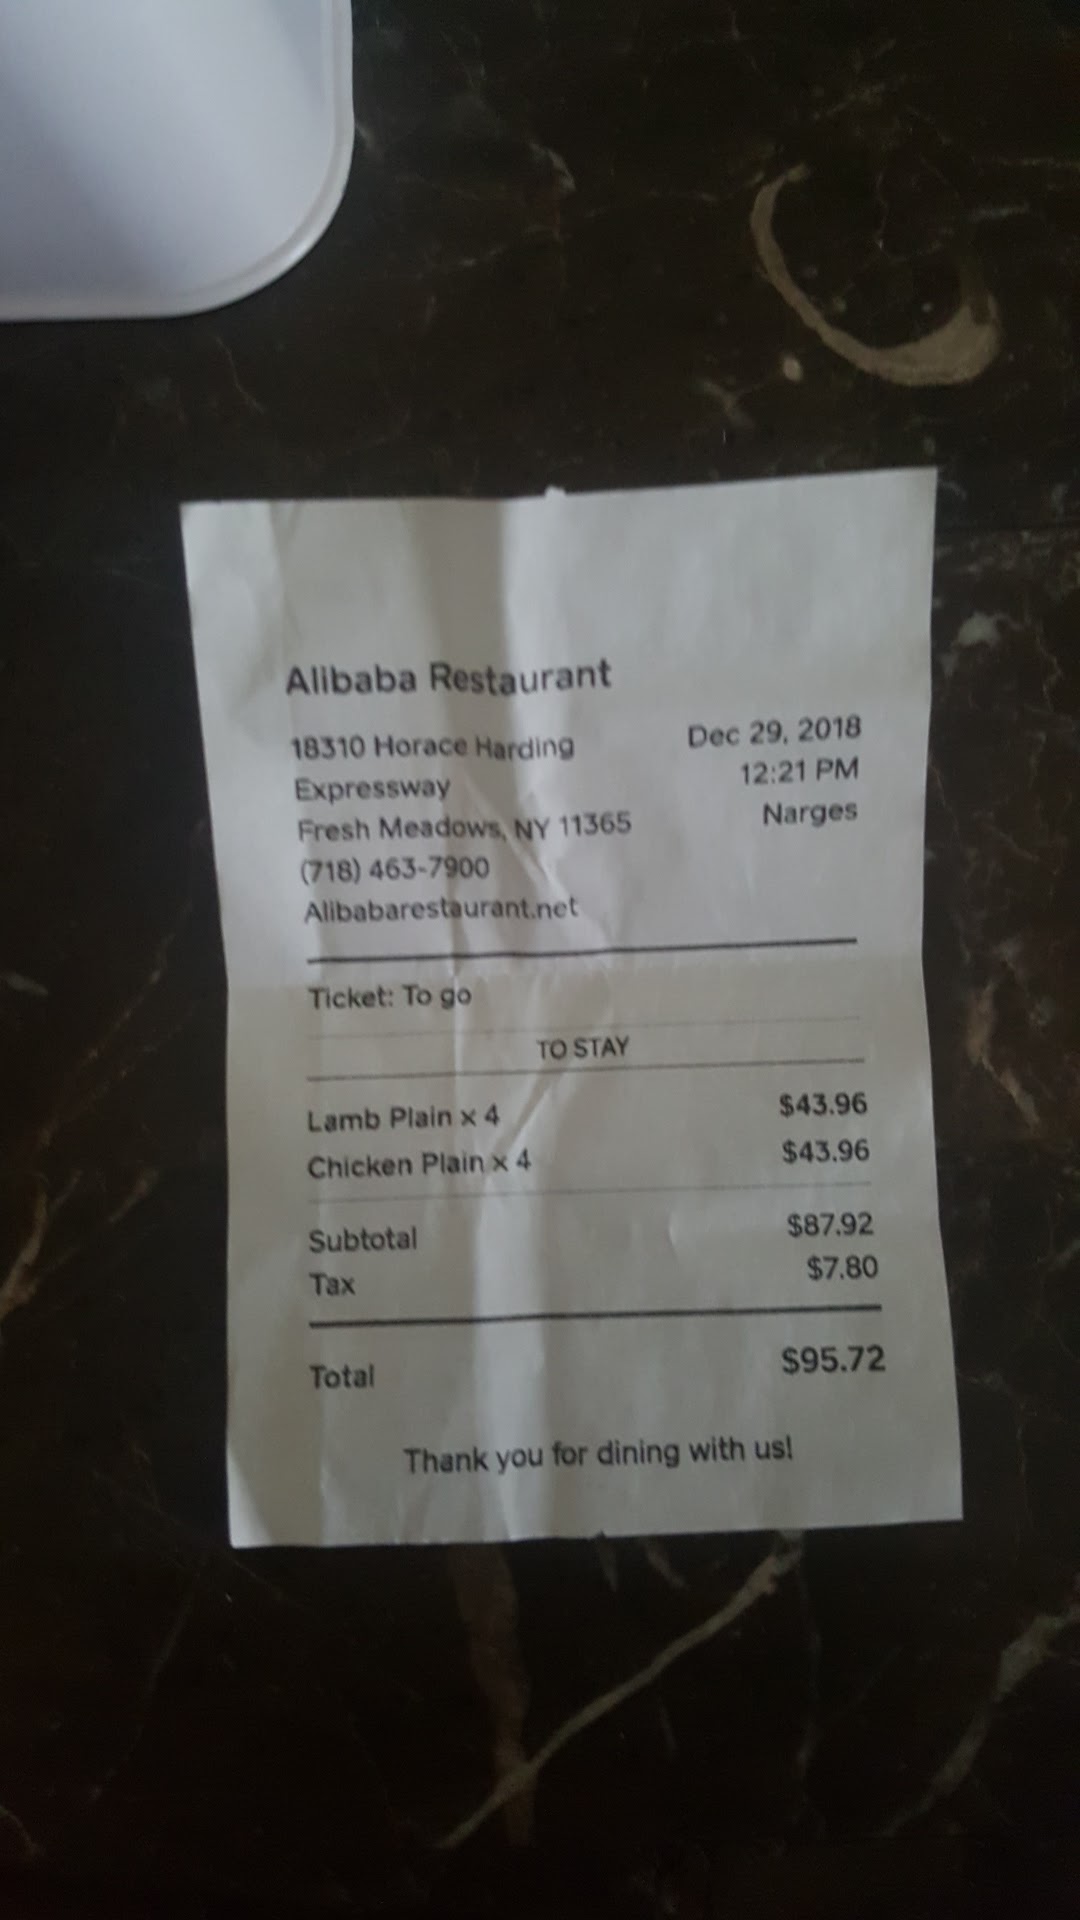 Alibaba Restaurant
18310 Horace Harding
Expressway
Fresh Meadows, NY 11365
(718) 463-7900
Alibabarestaurant.net
Dec 29, 2018
12:21 PM
Narges
Ticket: To go
TO STAY
Lamb Plain x 4 $43.96
Chicken Plain x 4 $43.96
Subtotal $87.92
Tax $7.80
Total $95.72
Thank you for dining with us!